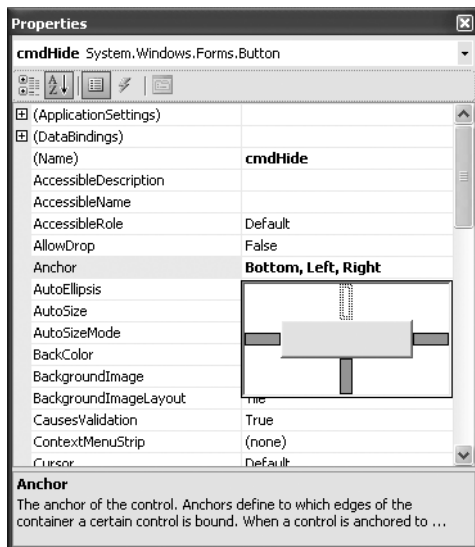 Properties
cmdHide System.Windows.Forms.Button
(ApplicationSettings)
(DataBindings)
(Name) cmdHide
AccessibleDescription
AccessibleName
AccessibleRole Default
AllowDrop False
Anchor Bottom, Left, Right
AutoEllipsis
AutoSize
AutoSizeMode
BackColor
BackgroundImage
BackgroundImageLayout Tile
CausesValidation True
ContextMenuStrip (none)
Cursor Default
Anchor
The anchor of the control. Anchors define to which edges of the
container a certain control is bound. When a control is anchored to ...